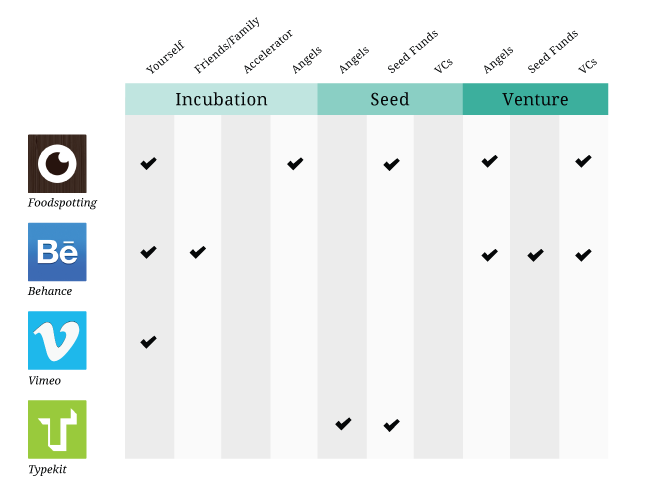 Yourself
Friends/Family
Accelerator
Angels
Angels
Seed Funds
VCs
Angels
Seed Funds
VCs
Incubation Seed Venture
Foodspotting
Bē
Behance
V
Vimeo
T
Typekit